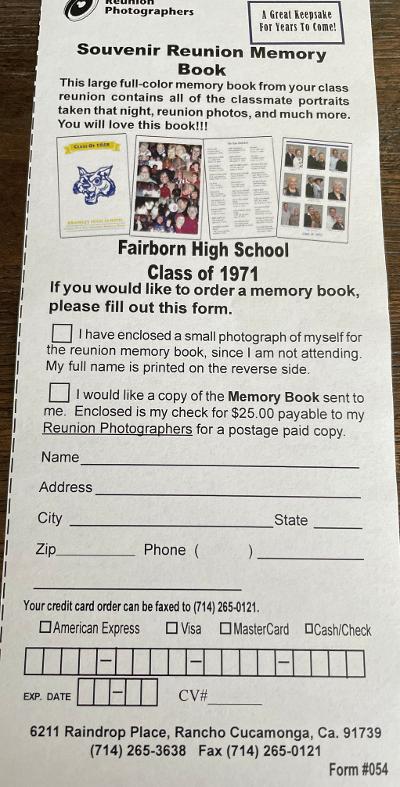 Reunion
Photographers
A Great Keepsake
For Years To Come!
Souvenir Reunion Memory
Book
This large full-color memory book from your class
reunion contains all of the classmate portraits
taken that night, reunion photos, and much more.
You will love this book!!!
Fairborn High School
Class of 1971
If you would like to order a memory book,
please fill out this form.
I have enclosed a small photograph of myself for
the reunion memory book, since I am not attending.
My full name is printed on the reverse side.
I would like a copy of the Memory Book sent to
me. Enclosed is my check for $25.00 payable to my
Reunion Photographers for a postage paid copy.
Name
Address
City State
Zip Phone ( )
Your credit card order can be faxed to (714) 265-0121.
American Express Visa MasterCard Cash/Check
EXP. DATE CV#
6211 Raindrop Place, Rancho Cucamonga, Ca. 91739
(714) 265-3638 Fax (714) 265-0121
Form #054